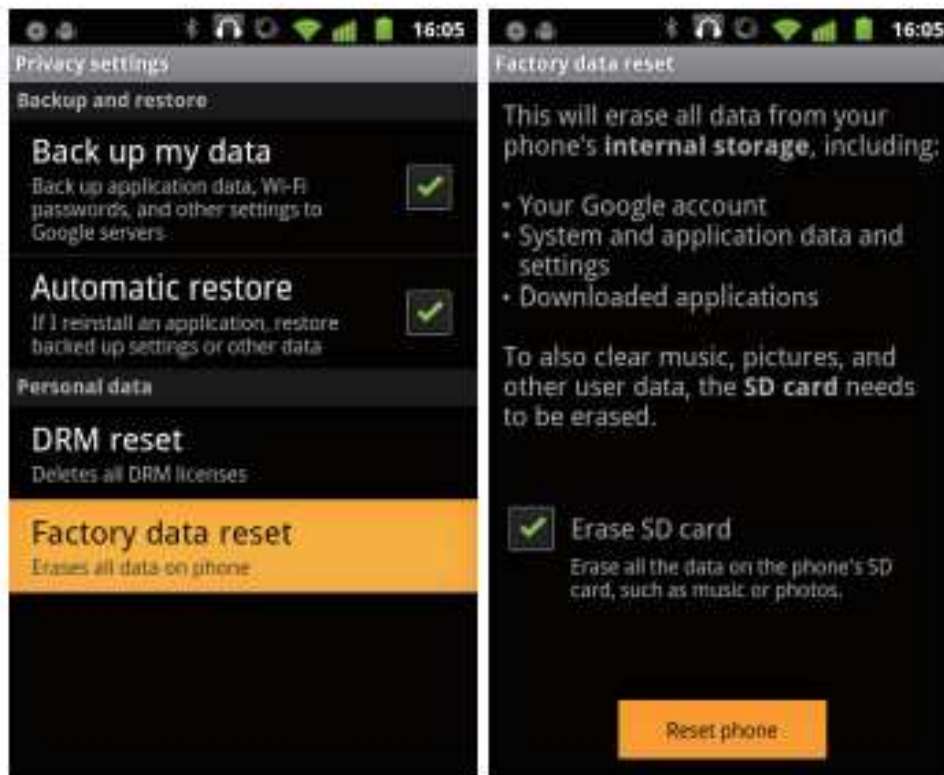 16:05
Privacy settings
Backup and restore
Back up my data
Back up application data, Wi-Fi
passwords, and other settings to
Google servers
Automatic restore
If I reinstall an application, restore
backed up settings or other data
Personal data
DRM reset
Deletes all DRM licenses
Factory data reset
Erases all data on phone
16:05
Factory data reset
This will erase all data from your
phone's internal storage, including:
• Your Google account
• System and application data and
settings
• Downloaded applications
To also clear music, pictures, and
other user data, the SD card needs
to be erased.
Erase SD card
Erase all the data on the phone's SD
card, such as music or photos.
Reset phone